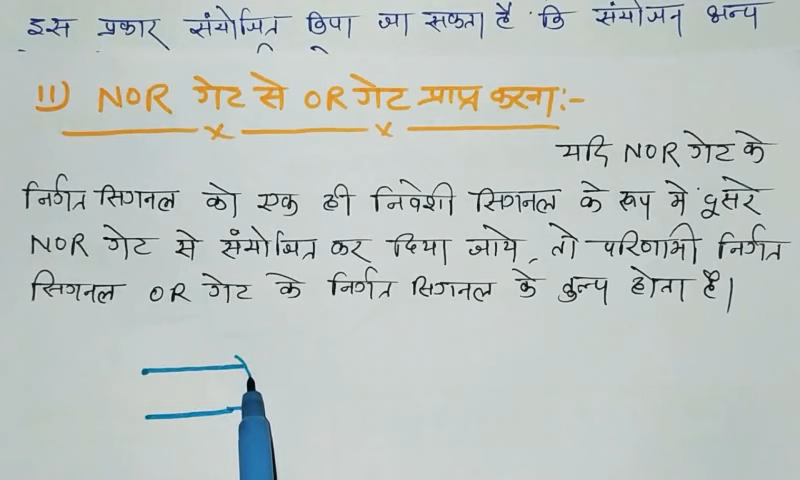 इस प्रकार संयोजित किया जा सकता है कि संयोजन अन्य
11) NOR गेट से OR गेट प्राप्त करना:-
यदि NOR गेट के
निर्गत सिगनल को एक ही निवेशी सिगनल के रूप में दूसरे
NOR गेट से संयोजित कर दिया जाये, तो परिणामी निर्गत
सिगनल OR गेट के निर्गत सिगनल के तुल्य होता है।